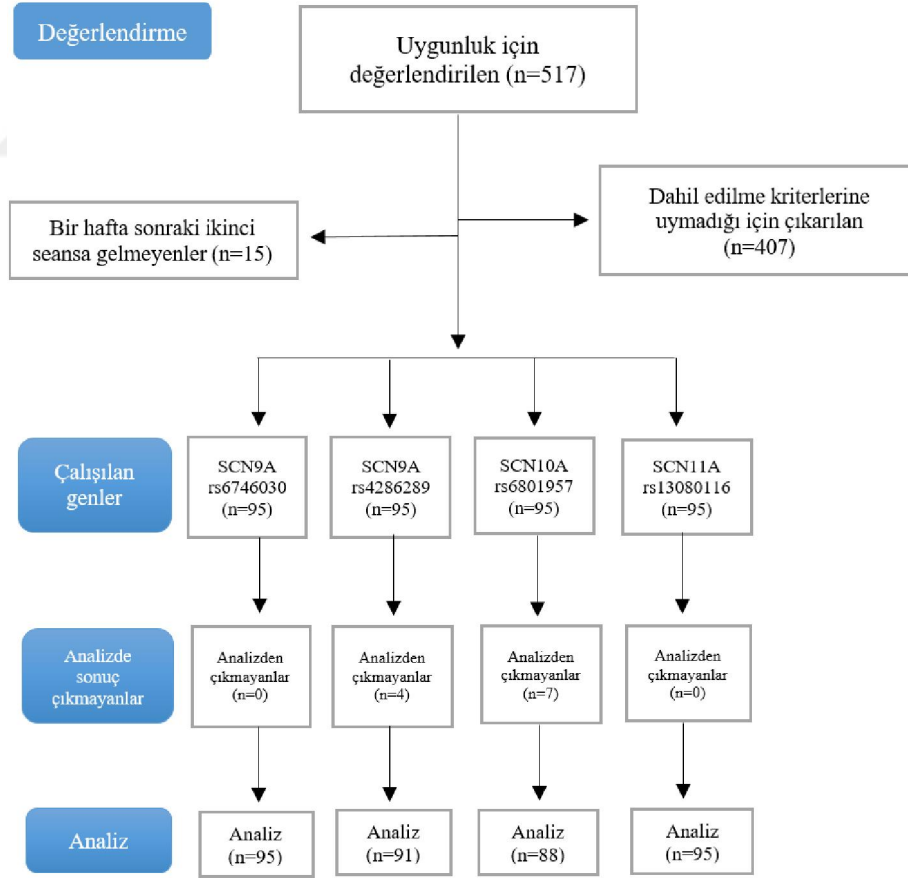 Değerlendirme
Uygunluk için
değerlendirilen (n=517)
Bir hafta sonraki ikinci
seansa gelmeyenler (n=15)
Dahil edilme kriterlerine
uymadığı için çıkarılan
(n=407)
Çalışılan
genler
SCN9A
rs6746030
(n=95)
SCN9A
rs4286289
(n=95)
SCN10A
rs6801957
(n=95)
SCN11A
rs13080116
(n=95)
Analizde
sonuç
çıkmayanlar
Analizden
çıkmayanlar
(n=0)
Analizden
çıkmayanlar
(n=4)
Analizden
çıkmayanlar
(n=7)
Analizden
çıkmayanlar
(n=0)
Analiz
Analiz
(n=95)
Analiz
(n=91)
Analiz
(n=88)
Analiz
(n=95)